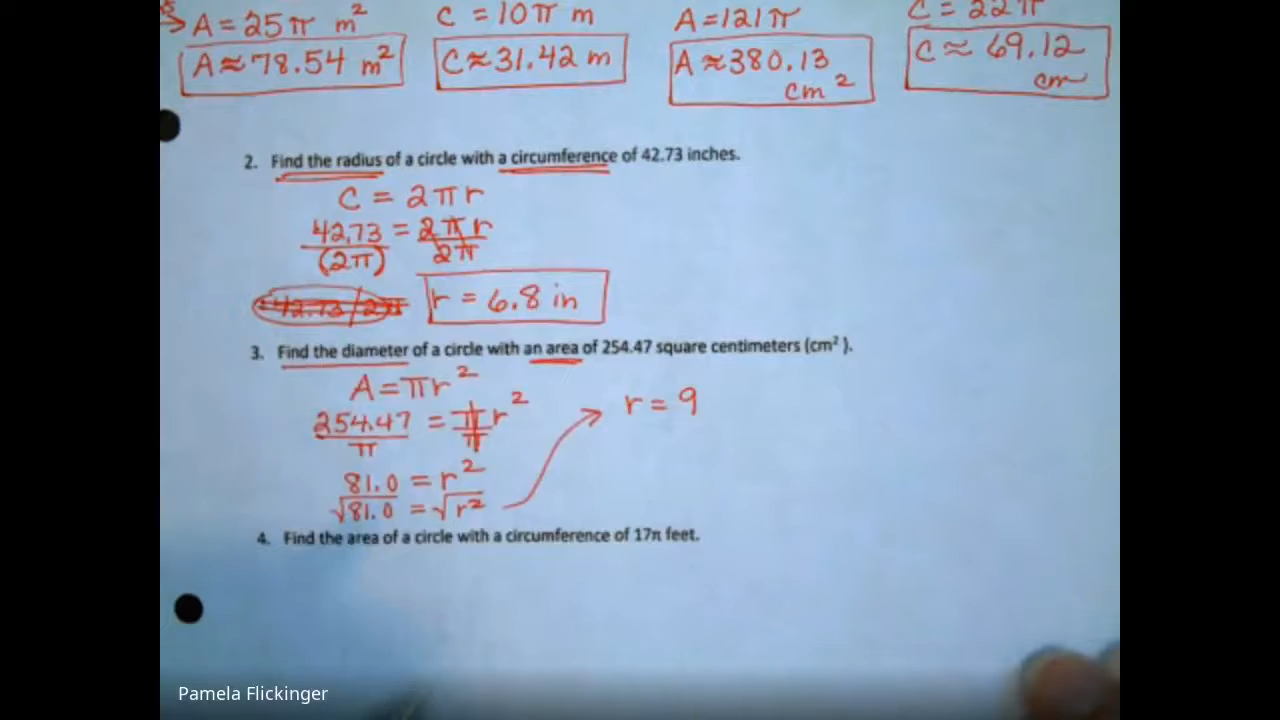 A = 25π m²
A ≈ 78.54 m²
C = 10π m
C ≈ 31.42 m
A = 121π
A ≈ 380.13
cm²
C = 22π
C ≈ 69.12
cm
2. Find the radius of a circle with a circumference of 42.73 inches.
C = 2πr
42.73 = 2πr
(2π) 2π
42.73/2π r = 6.8 in
3. Find the diameter of a circle with an area of 254.47 square centimeters (cm² ).
A = πr²
254.47 = πr²
π π
81.0 = r²
√81.0 = √r²
r = 9
4. Find the area of a circle with a circumference of 17π feet.
Pamela Flickinger